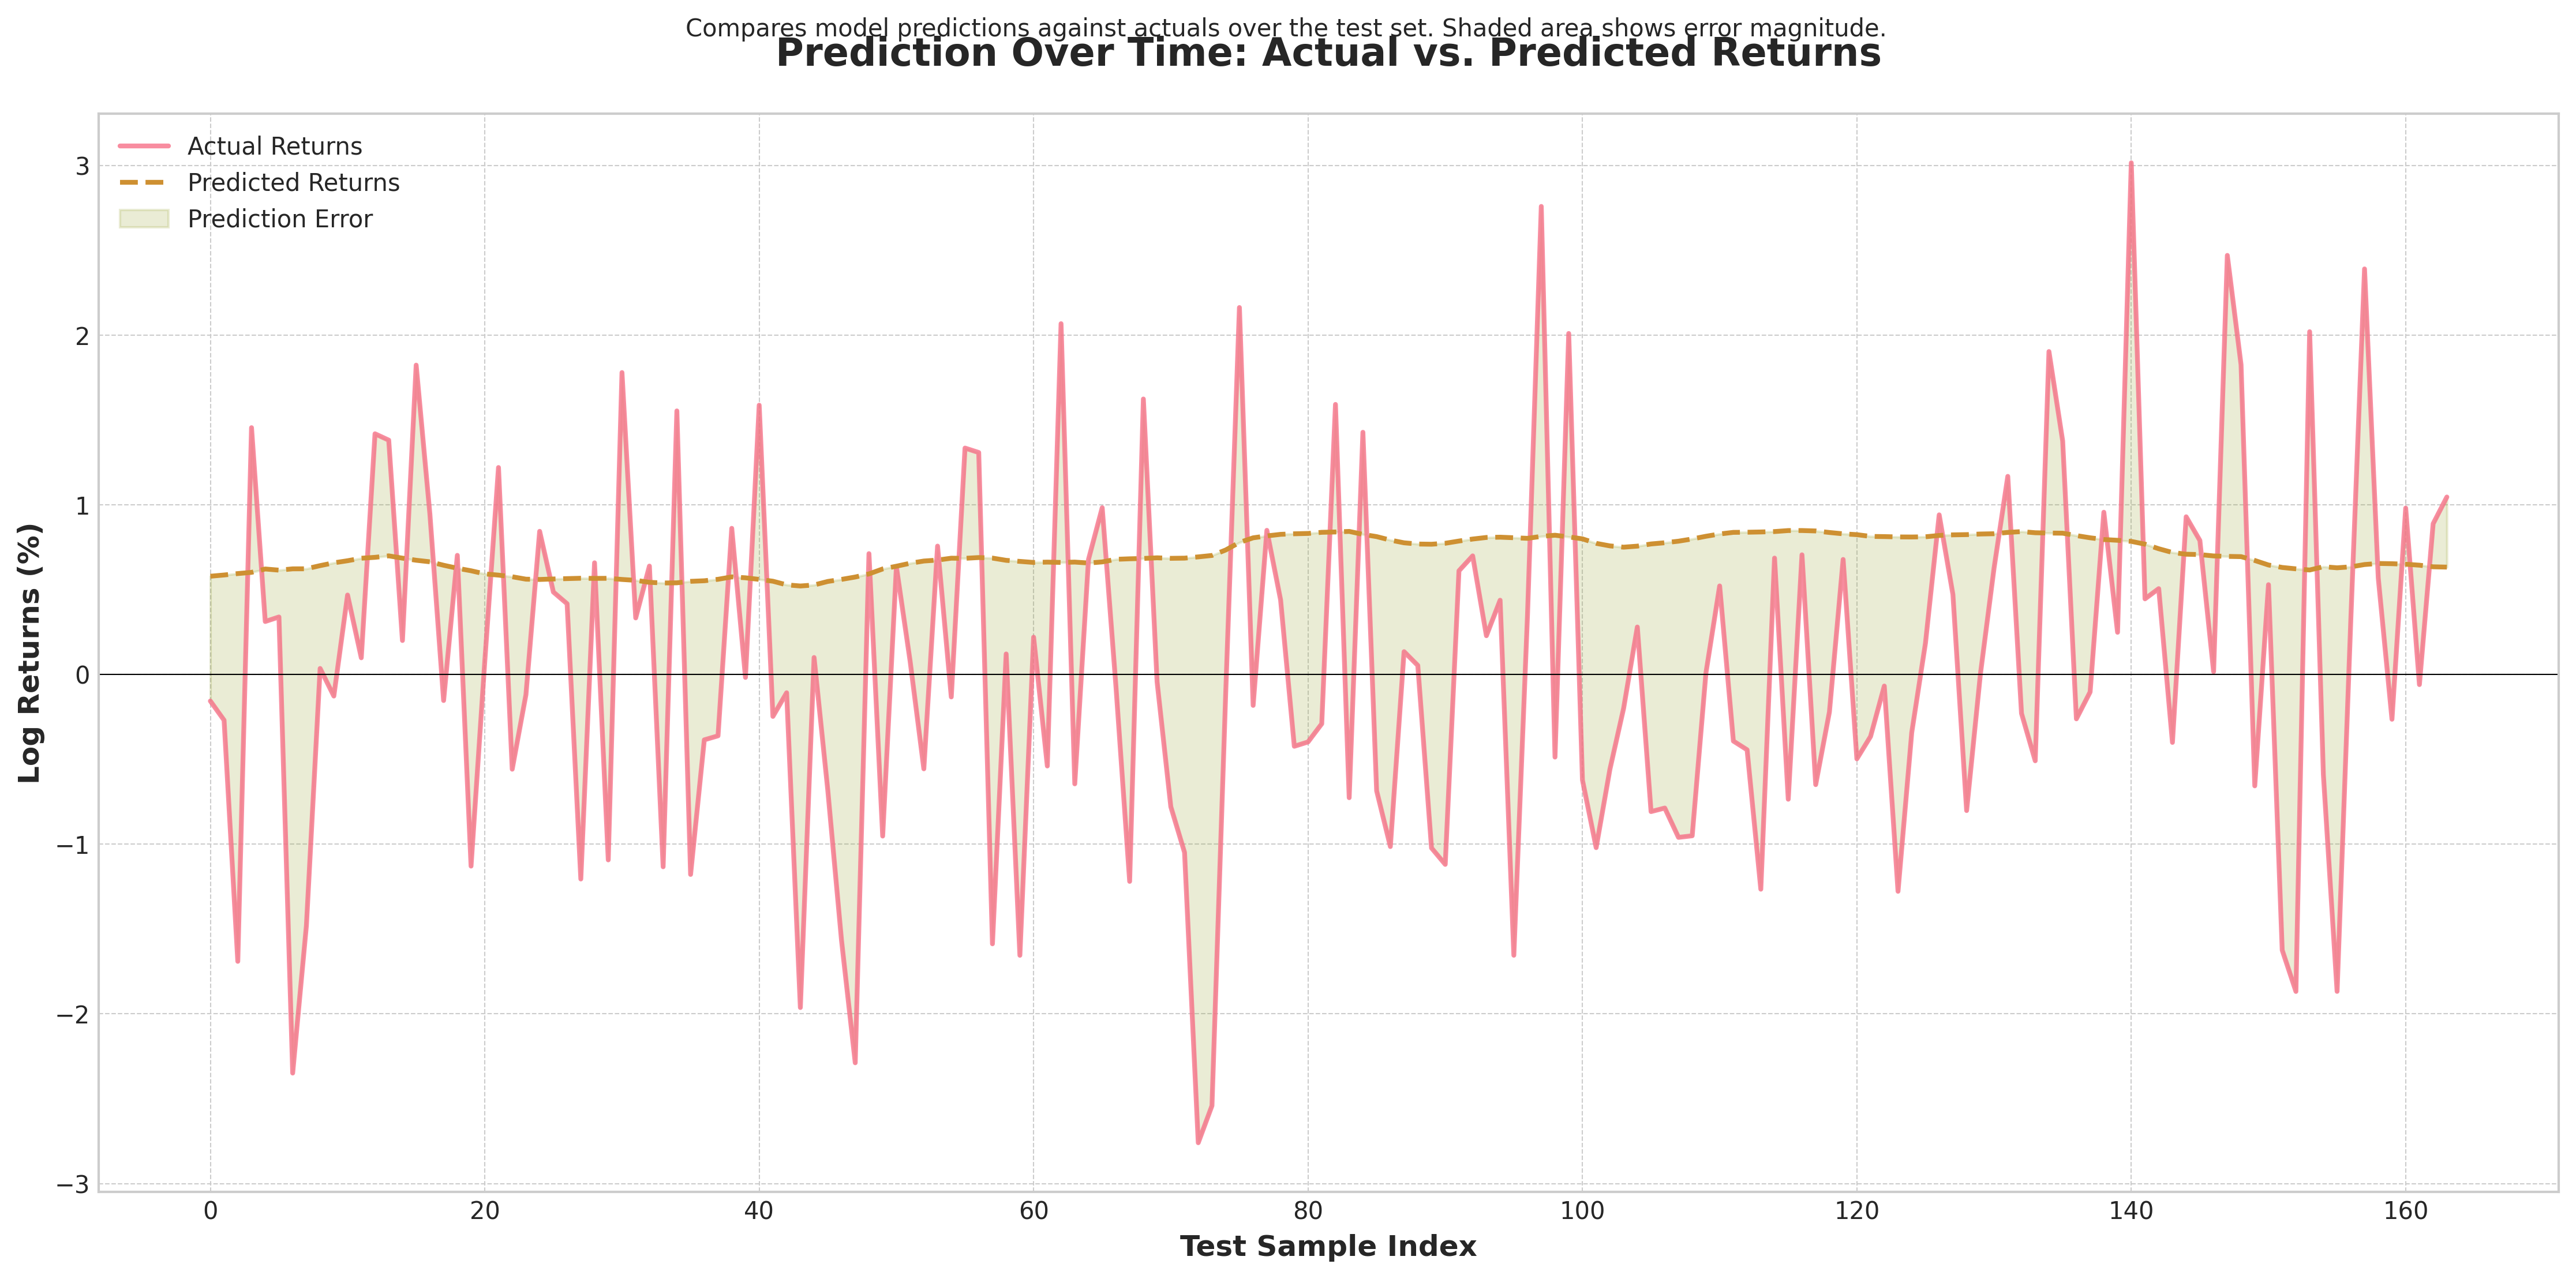 Compares model predictions against actuals over the test set. Shaded area shows error magnitude.
Prediction Over Time: Actual vs. Predicted Returns
Actual Returns
Predicted Returns
Prediction Error
3
2
1
0
−1
−2
−3
Log Returns (%)
0 20 40 60 80 100 120 140 160
Test Sample Index